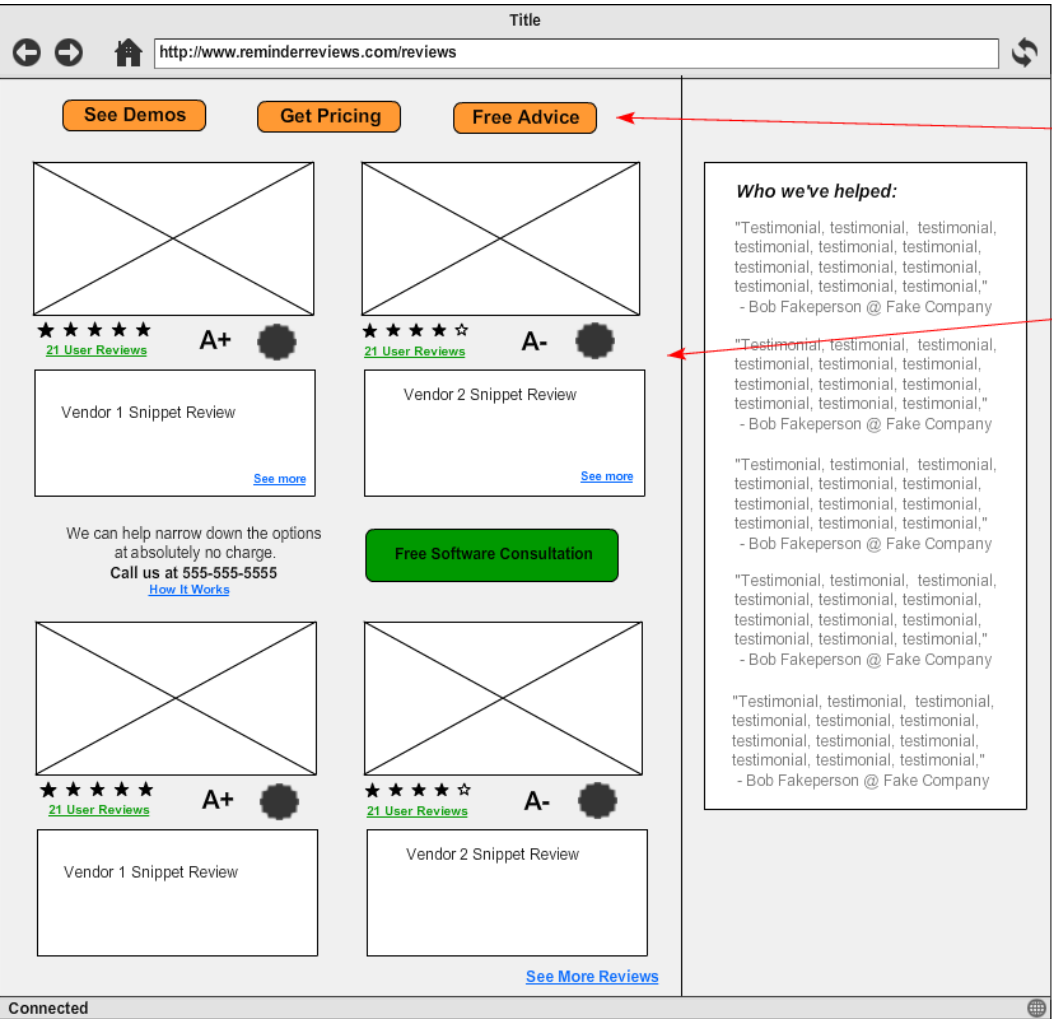 Title
http://www.reminderreviews.com/reviews
See Demos
Get Pricing
Free Advice
21 User Reviews
A+
21 User Reviews
A-
Vendor 1 Snippet Review
See more
Vendor 2 Snippet Review
See more
We can help narrow down the options
at absolutely no charge.
Call us at 555-555-5555
How It Works
Free Software Consultation
21 User Reviews
A+
21 User Reviews
A-
Vendor 1 Snippet Review
Vendor 2 Snippet Review
See More Reviews
Who we've helped:
"Testimonial, testimonial, testimonial,
testimonial, testimonial, testimonial,
testimonial, testimonial, testimonial,
testimonial, testimonial, testimonial,"
- Bob Fakeperson @ Fake Company
"Testimonial, testimonial, testimonial,
testimonial, testimonial, testimonial,
testimonial, testimonial, testimonial,
testimonial, testimonial, testimonial,"
- Bob Fakeperson @ Fake Company
"Testimonial, testimonial, testimonial,
testimonial, testimonial, testimonial,
testimonial, testimonial, testimonial,
testimonial, testimonial, testimonial,"
- Bob Fakeperson @ Fake Company
"Testimonial, testimonial, testimonial,
testimonial, testimonial, testimonial,
testimonial, testimonial, testimonial,
testimonial, testimonial, testimonial,"
- Bob Fakeperson @ Fake Company
"Testimonial, testimonial, testimonial,
testimonial, testimonial, testimonial,
testimonial, testimonial, testimonial,
testimonial, testimonial, testimonial,"
- Bob Fakeperson @ Fake Company
Connected